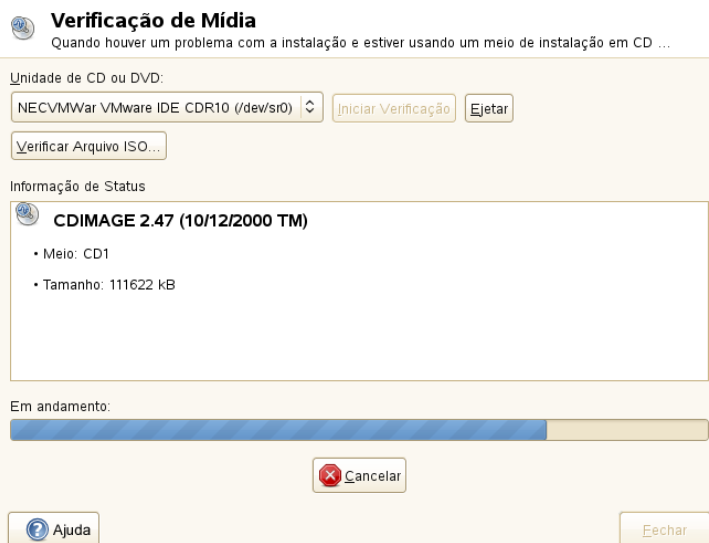 Verificação de Mídia
Quando houver um problema com a instalação e estiver usando um meio de instalação em CD ...
Unidade de CD ou DVD:
NECVMWar VMware IDE CDR10 (/dev/sr0) Iniciar Verificação Ejetar
Verificar Arquivo ISO...
Informação de Status
CDIMAGE 2.47 (10/12/2000 TM)
• Meio: CD1
• Tamanho: 111622 kB
Em andamento:
Cancelar
Ajuda Fechar